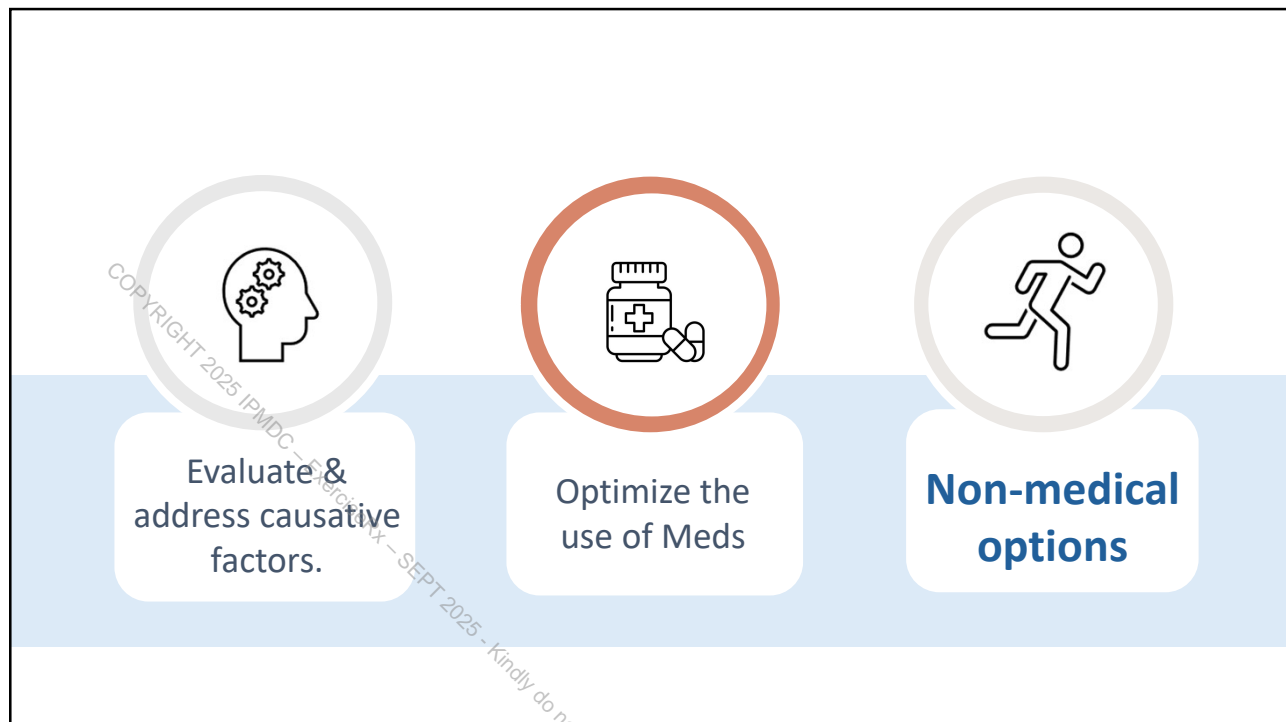 Evaluate &
address causative
factors.
Optimize the
use of Meds
Non-medical
options
COPYRIGHT 2025 IPMDC – ExerciseRx – SEPT 2025 - Kindly do